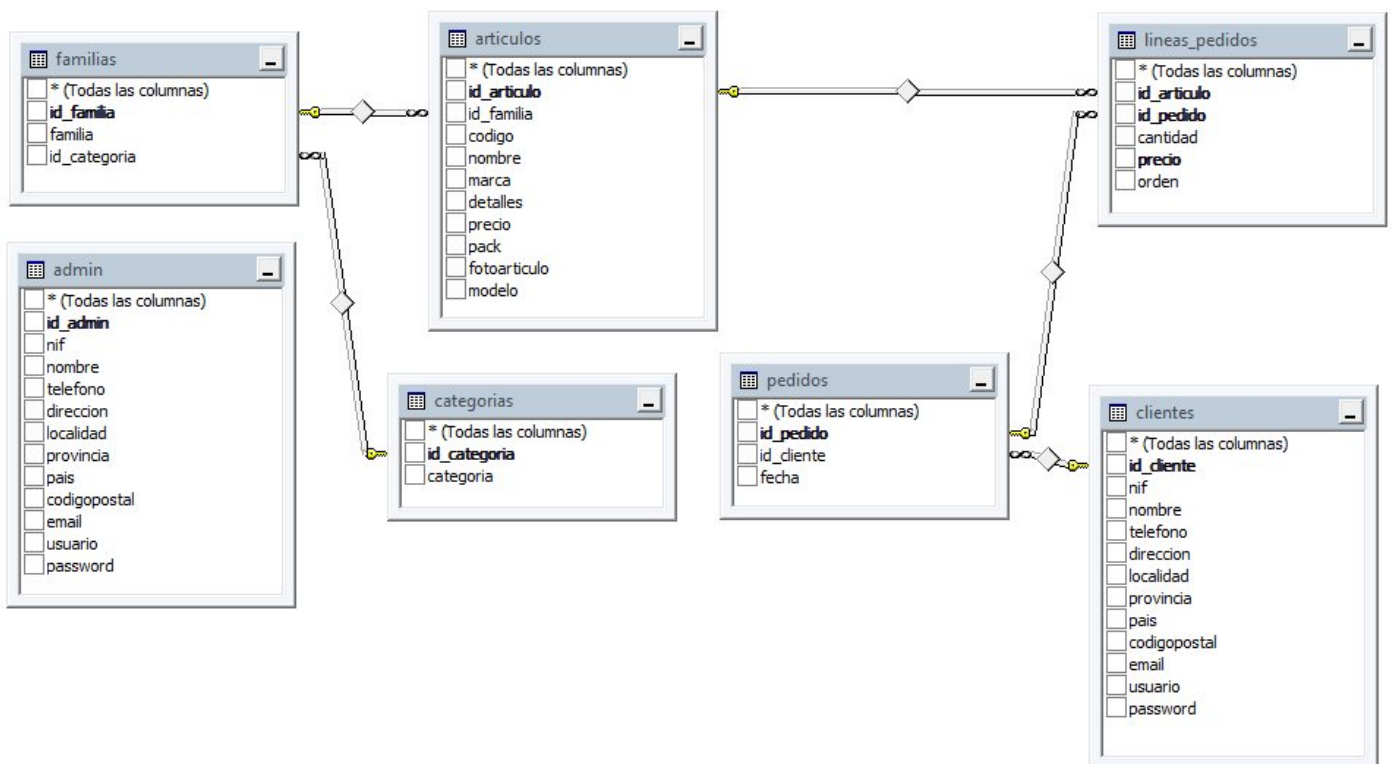 familias
* (Todas las columnas)
id_familia
familia
id_categoria
articulos
* (Todas las columnas)
id_articulo
id_familia
codigo
nombre
marca
detalles
precio
pack
fotoarticulo
modelo
lineas_pedidos
* (Todas las columnas)
id_articulo
id_pedido
cantidad
precio
orden
admin
* (Todas las columnas)
id_admin
nif
nombre
telefono
direccion
localidad
provincia
pais
codigopostal
email
usuario
password
categorias
* (Todas las columnas)
id_categoria
categoria
pedidos
* (Todas las columnas)
id_pedido
id_cliente
fecha
clientes
* (Todas las columnas)
id_cliente
nif
nombre
telefono
direccion
localidad
provincia
pais
codigopostal
email
usuario
password